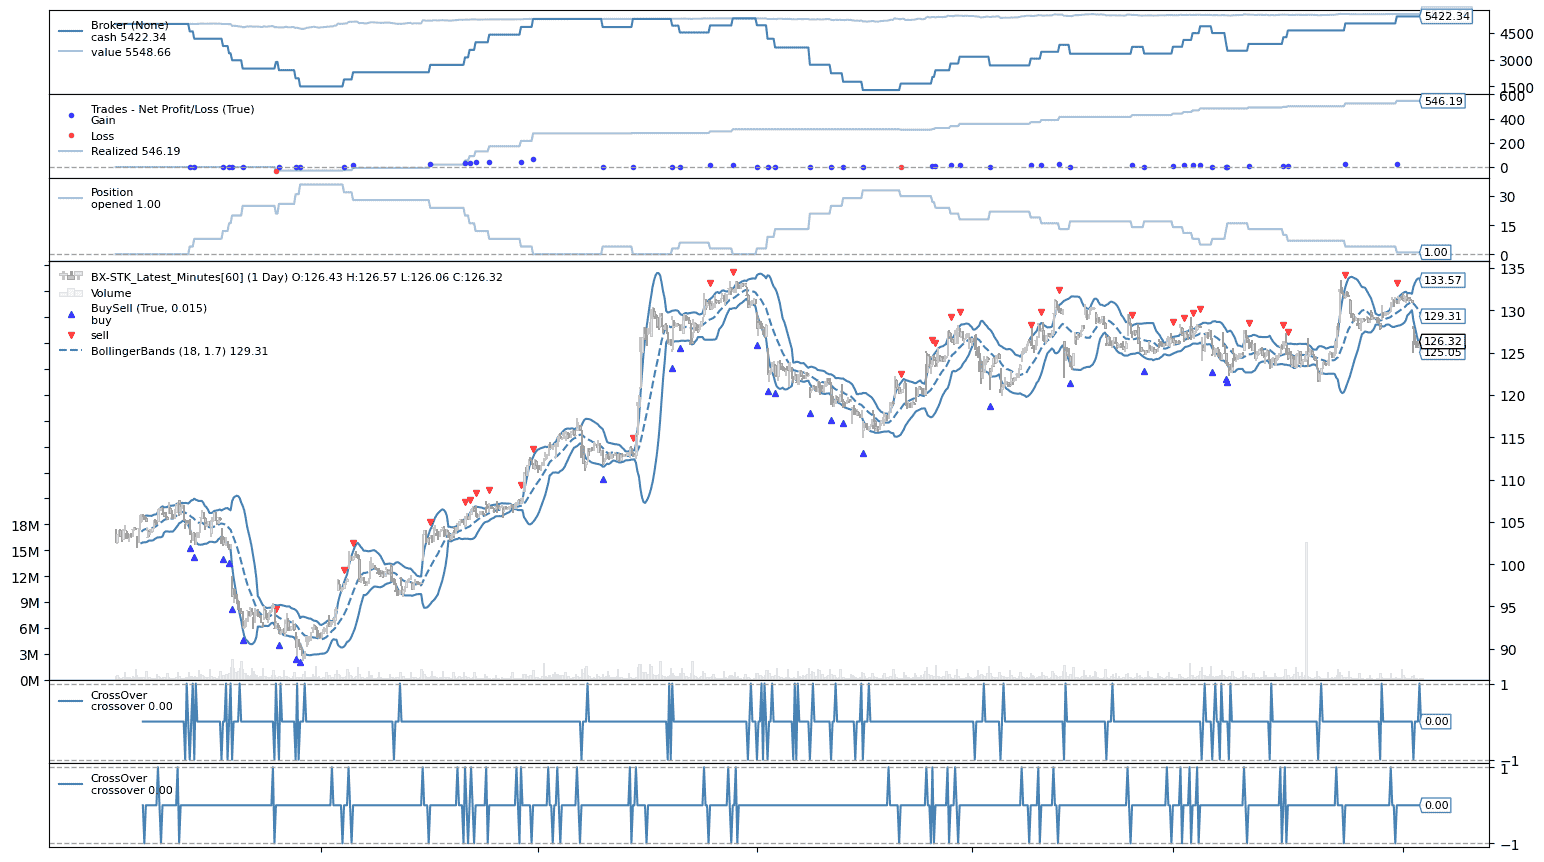 Broker (None)
cash 5422.34
value 5548.66
5422.34
4500
3000
1500
Trades - Net Profit/Loss (True)
Gain
Loss
Realized 546.19
600
546.19
400
200
0
Position
opened 1.00
30
15
1.00
0
BX-STK_Latest_Minutes[60] (1 Day) O:126.43 H:126.57 L:126.06 C:126.32
Volume
BuySell (True, 0.015)
buy
sell
BollingerBands (18, 1.7) 129.31
135
133.57
130
129.31
126.32
125.05
125
120
115
110
105
100
95
90
18M
15M
12M
9M
6M
3M
0M
CrossOver
crossover 0.00
1
0.00
−1
CrossOver
crossover 0.00
1
0.00
−1